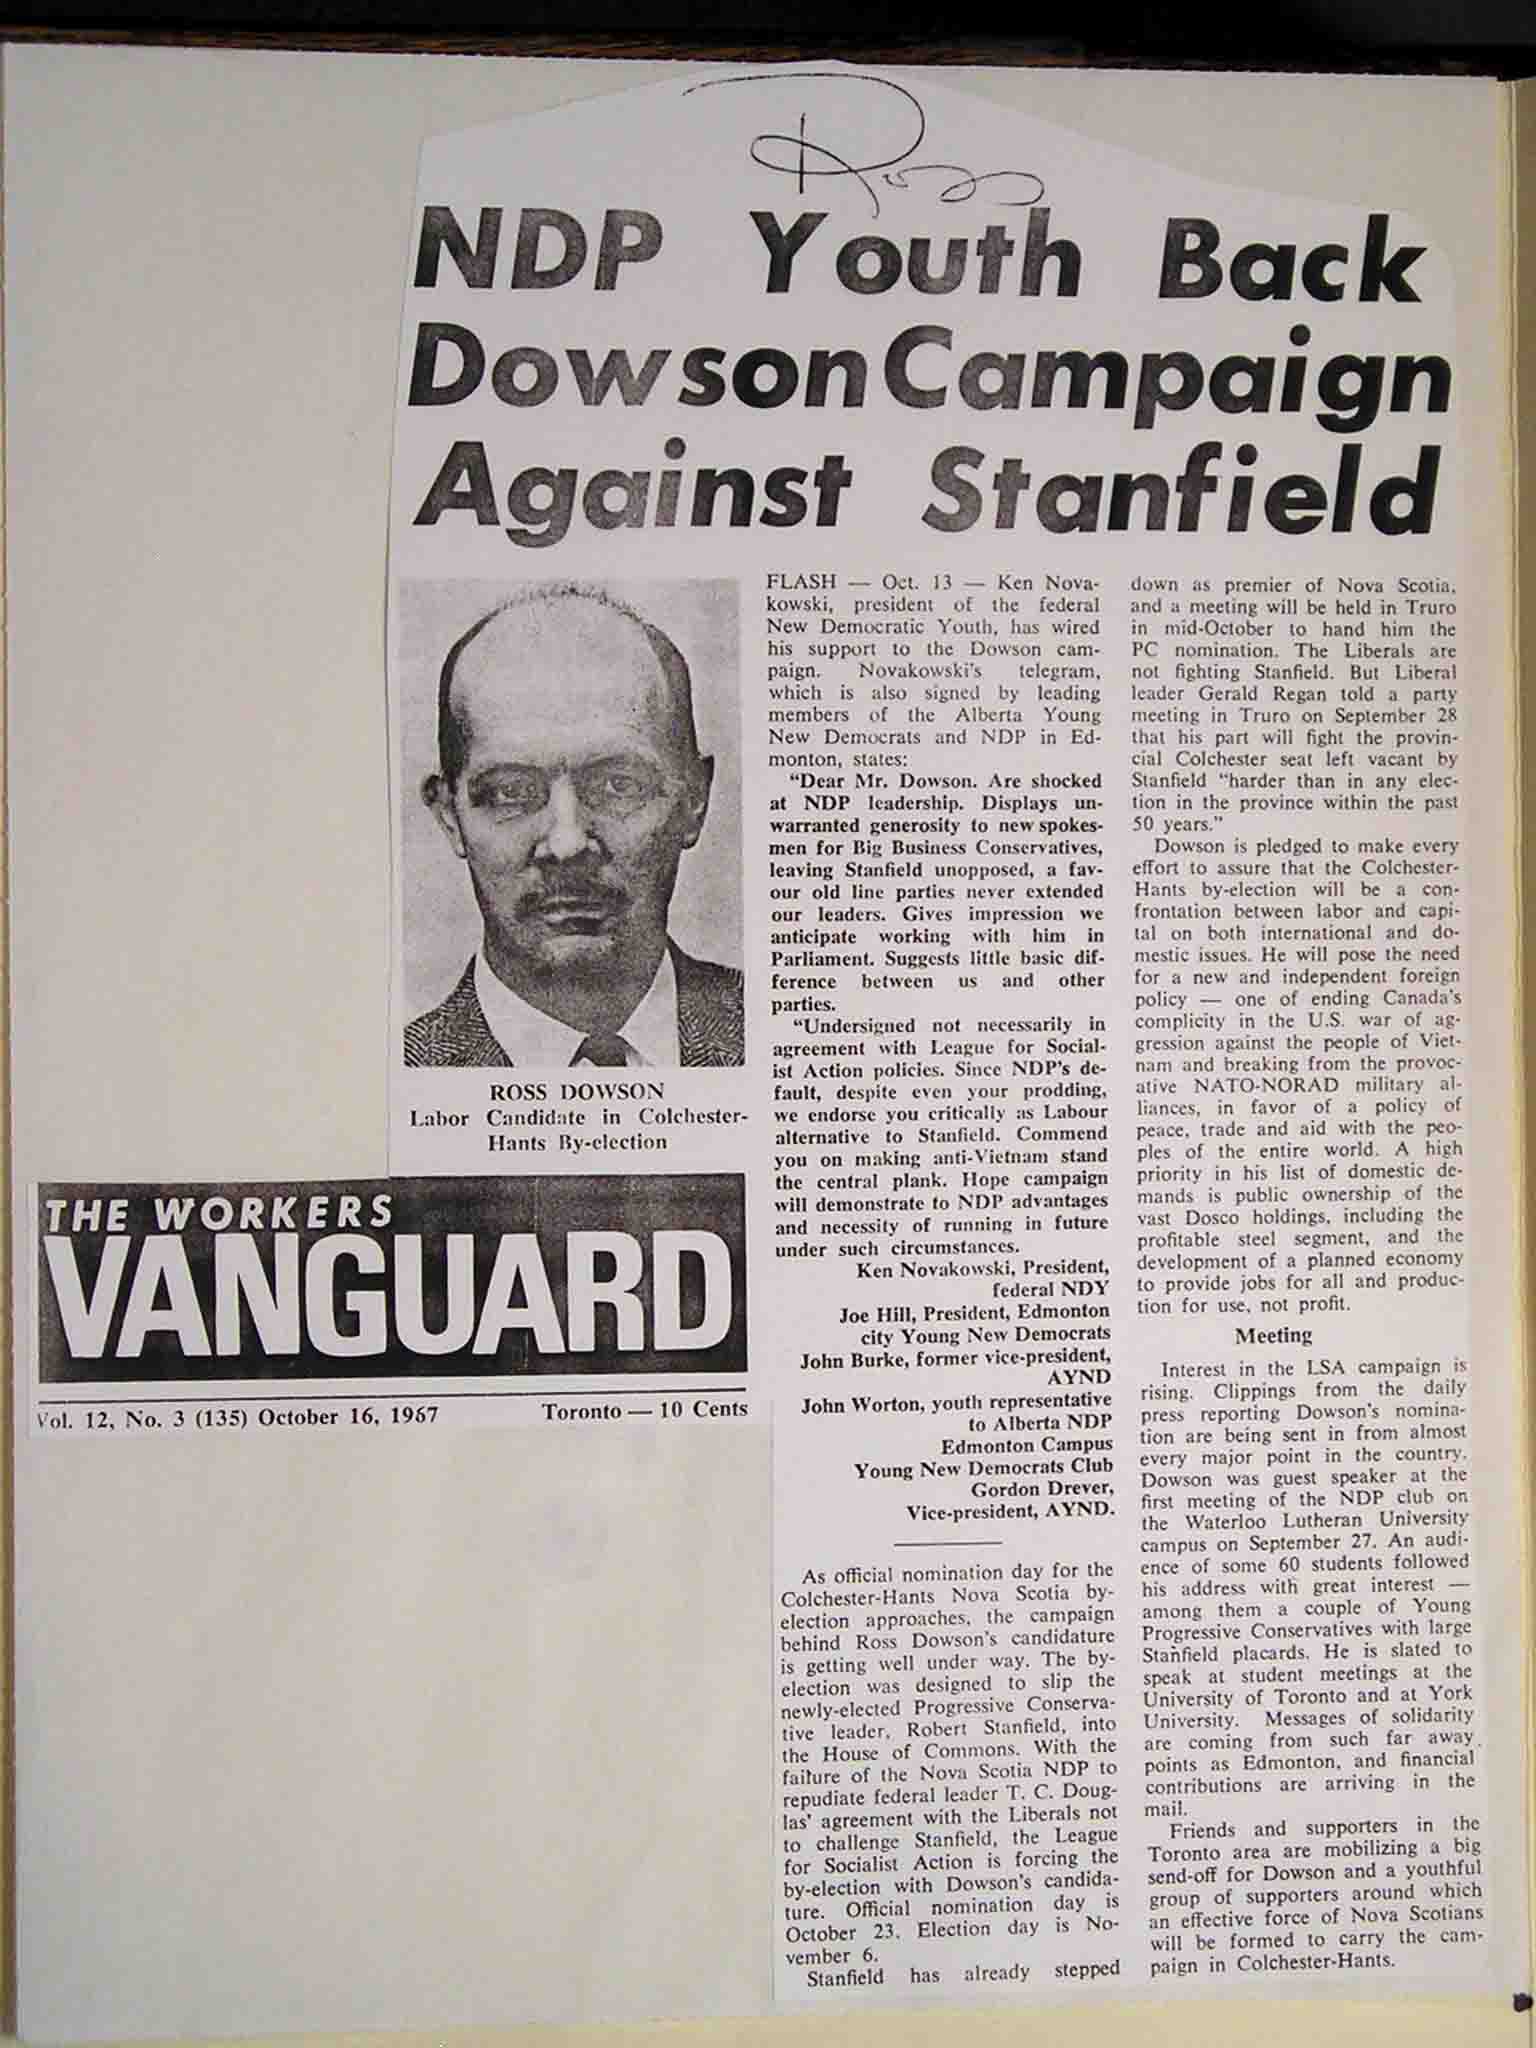 Ross
NDP Youth Back
Dowson Campaign
Against Stanfield
ROSS DOWSON
Labor Candidate in Colchester-
Hants By-election
THE WORKERS
VANGUARD
Vol. 12, No. 3 (135) October 16, 1967 Toronto — 10 Cents
FLASH — Oct. 13 — Ken Nova-
kowski, president of the federal
New Democratic Youth, has wired
his support to the Dowson cam-
paign. Novakowski's telegram,
which is also signed by leading
members of the Alberta Young
New Democrats and NDP in Ed-
monton, states:
"Dear Mr. Dowson. Are shocked
at NDP leadership. Displays un-
warranted generosity to new spokes-
men for Big Business Conservatives,
leaving Stanfield unopposed, a fav-
our old line parties never extended
our leaders. Gives impression we
anticipate working with him in
Parliament. Suggests little basic dif-
ference between us and other
parties.
"Undersigned not necessarily in
agreement with League for Social-
ist Action policies. Since NDP's de-
fault, despite even your prodding,
we endorse you critically as Labour
alternative to Stanfield. Commend
you on making anti-Vietnam stand
the central plank. Hope campaign
will demonstrate to NDP advantages
and necessity of running in future
under such circumstances.
Ken Novakowski, President,
federal NDY
Joe Hill, President, Edmonton
city Young New Democrats
John Burke, former vice-president,
AYND
John Worton, youth representative
to Alberta NDP
Edmonton Campus
Young New Democrats Club
Gordon Drever,
Vice-president, AYND.
As official nomination day for the
Colchester-Hants Nova Scotia by-
election approaches, the campaign
behind Ross Dowson's candidature
is getting well under way. The by-
election was designed to slip the
newly-elected Progressive Conserva-
tive leader, Robert Stanfield, into
the House of Commons. With the
failure of the Nova Scotia NDP to
repudiate federal leader T. C. Doug-
las' agreement with the Liberals not
to challenge Stanfield, the League
for Socialist Action is forcing the
by-election with Dowson's candida-
ture. Official nomination day is
October 23. Election day is No-
vember 6.
Stanfield has already stepped
down as premier of Nova Scotia,
and a meeting will be held in Truro
in mid-October to hand him the
PC nomination. The Liberals are
not fighting Stanfield. But Liberal
leader Gerald Regan told a party
meeting in Truro on September 28
that his part will fight the provin-
cial Colchester seat left vacant by
Stanfield "harder than in any elec-
tion in the province within the past
50 years."
Dowson is pledged to make every
effort to assure that the Colchester-
Hants by-election will be a con-
frontation between labor and capi-
tal on both international and do-
mestic issues. He will pose the need
for a new and independent foreign
policy — one of ending Canada's
complicity in the U.S. war of ag-
gression against the people of Viet-
nam and breaking from the provoc-
ative NATO-NORAD military al-
liances, in favor of a policy of
peace, trade and aid with the peo-
ples of the entire world. A high
priority in his list of domestic de-
mands is public ownership of the
vast Dosco holdings, including the
profitable steel segment, and the
development of a planned economy
to provide jobs for all and produc-
tion for use, not profit.
Meeting
Interest in the LSA campaign is
rising. Clippings from the daily
press reporting Dowson's nomina-
tion are being sent in from almost
every major point in the country.
Dowson was guest speaker at the
first meeting of the NDP club on
the Waterloo Lutheran University
campus on September 27. An audi-
ence of some 60 students followed
his address with great interest —
among them a couple of Young
Progressive Conservatives with large
Stanfield placards. He is slated to
speak at student meetings at the
University of Toronto and at York
University. Messages of solidarity
are coming from such far away
points as Edmonton, and financial
contributions are arriving in the
mail.
Friends and supporters in the
Toronto area are mobilizing a big
send-off for Dowson and a youthful
group of supporters around which
an effective force of Nova Scotians
will be formed to carry the cam-
paign in Colchester-Hants.